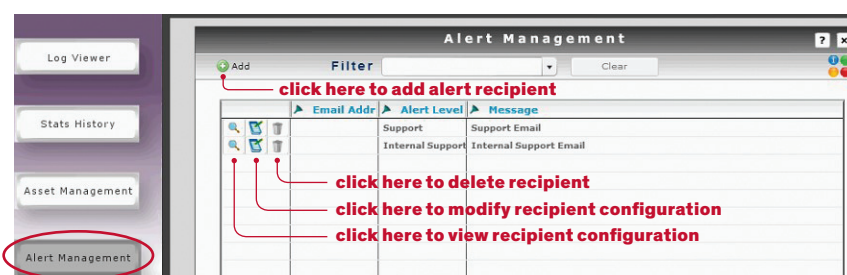 Alert Management
? ×
Log Viewer
Add Filter Clear
click here to add alert recipient
Email Addr Alert Level Message
Stats History
Support Support Email
Internal Support Internal Support Email
click here to delete recipient
Asset Management
click here to modify recipient configuration
click here to view recipient configuration
Alert Management